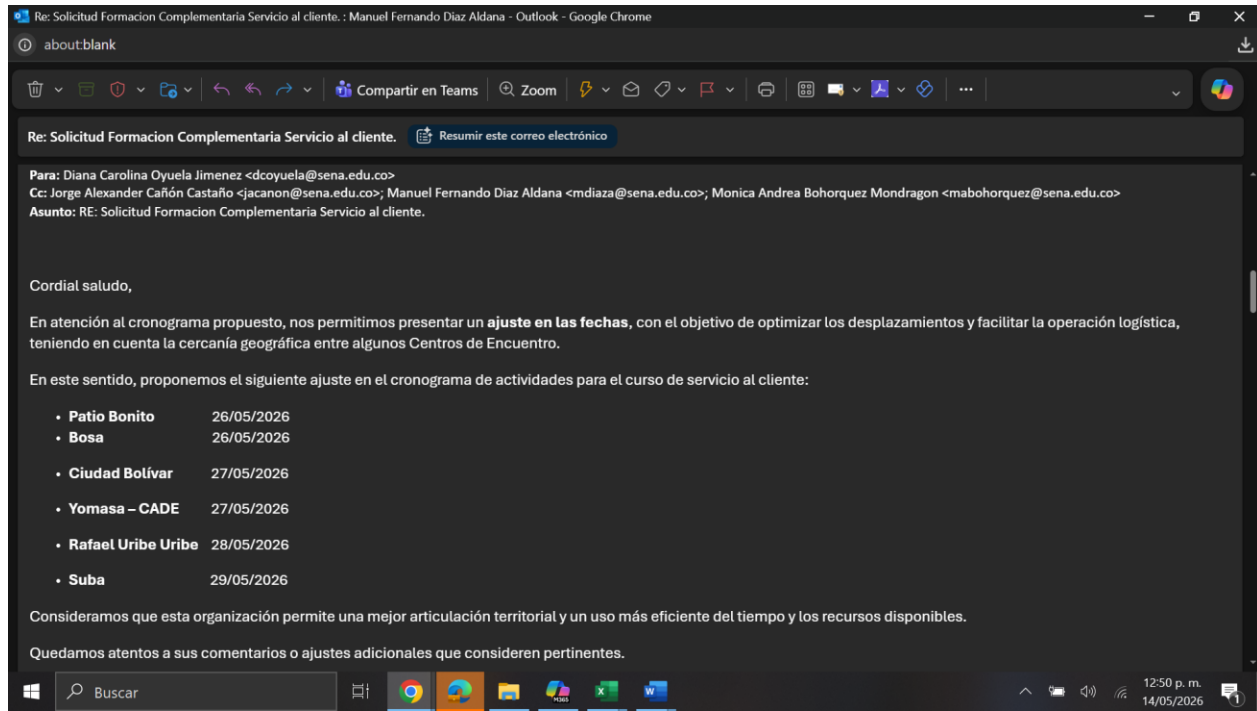 Re: Solicitud Formacion Complementaria Servicio al cliente. : Manuel Fernando Diaz Aldana - Outlook - Google Chrome
about:blank
Compartir en Teams Zoom
Re: Solicitud Formacion Complementaria Servicio al cliente. Resumir este correo electrónico
Para: Diana Carolina Oyuela Jimenez <dcoyuela@sena.edu.co>
Cc: Jorge Alexander Cañón Castaño <jacanon@sena.edu.co>; Manuel Fernando Diaz Aldana <mdiaza@sena.edu.co>; Monica Andrea Bohorquez Mondragon <mabohorquez@sena.edu.co>
Asunto: RE: Solicitud Formacion Complementaria Servicio al cliente.
Cordial saludo,
En atención al cronograma propuesto, nos permitimos presentar un ajuste en las fechas, con el objetivo de optimizar los desplazamientos y facilitar la operación logística,
teniendo en cuenta la cercanía geográfica entre algunos Centros de Encuentro.
En este sentido, proponemos el siguiente ajuste en el cronograma de actividades para el curso de servicio al cliente:
• Patio Bonito 26/05/2026
• Bosa 26/05/2026
• Ciudad Bolívar 27/05/2026
• Yomasa – CADE 27/05/2026
• Rafael Uribe Uribe 28/05/2026
• Suba 29/05/2026
Consideramos que esta organización permite una mejor articulación territorial y un uso más eficiente del tiempo y los recursos disponibles.
Quedamos atentos a sus comentarios o ajustes adicionales que consideren pertinentes.
Buscar
M365
12:50 p. m.
14/05/2026
1